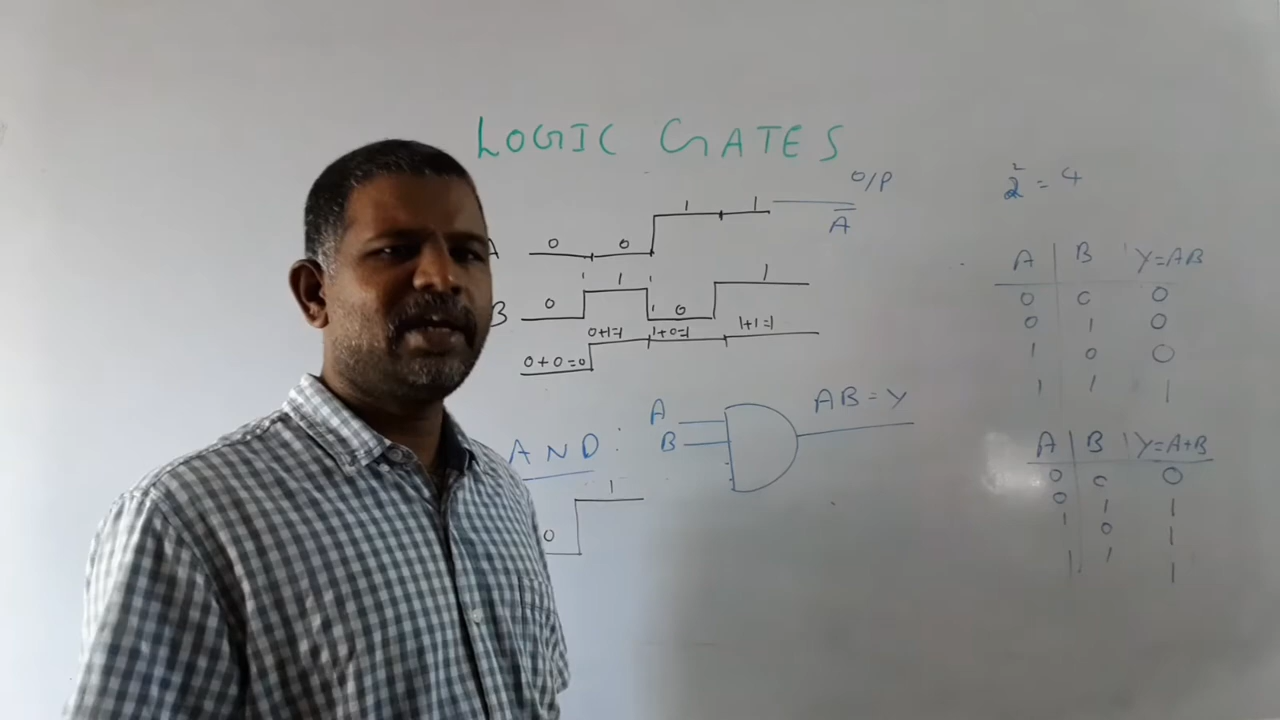 LOGIC GATES
O/P
A 0 0 1 1
Ā
B 0 1 0 1
0+0=0 0+1=1 1+0=1 1+1=1
AND:
A
B
AB = Y
0 1
2² = 4
A B Y=AB
0 0 0
0 1 0
1 0 0
1 1 1
A B Y=A+B
0 0 0
0 1 1
1 0 1
1 1 1